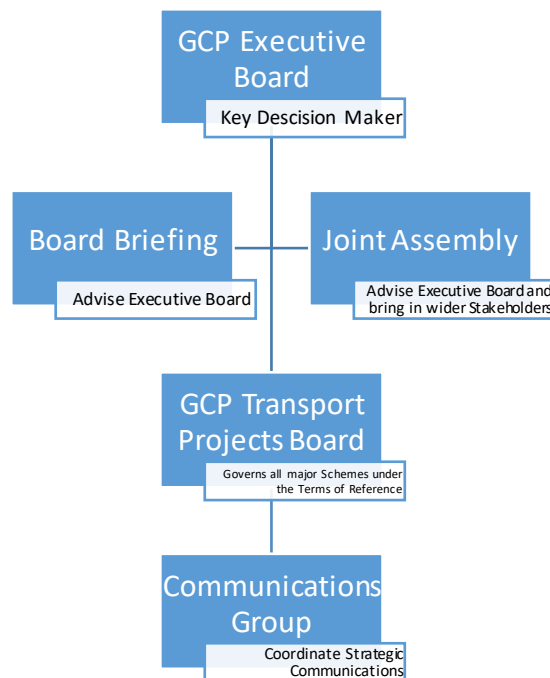 GCP Executive
Board
Key Descision Maker
Board Briefing
Advise Executive Board
Joint Assembly
Advise Executive Board and
bring in wider Stakeholders
GCP Transport
Projects Board
Governs all major Schemes under
the Terms of Reference
Communications
Group
Coordinate Strategic
Communications